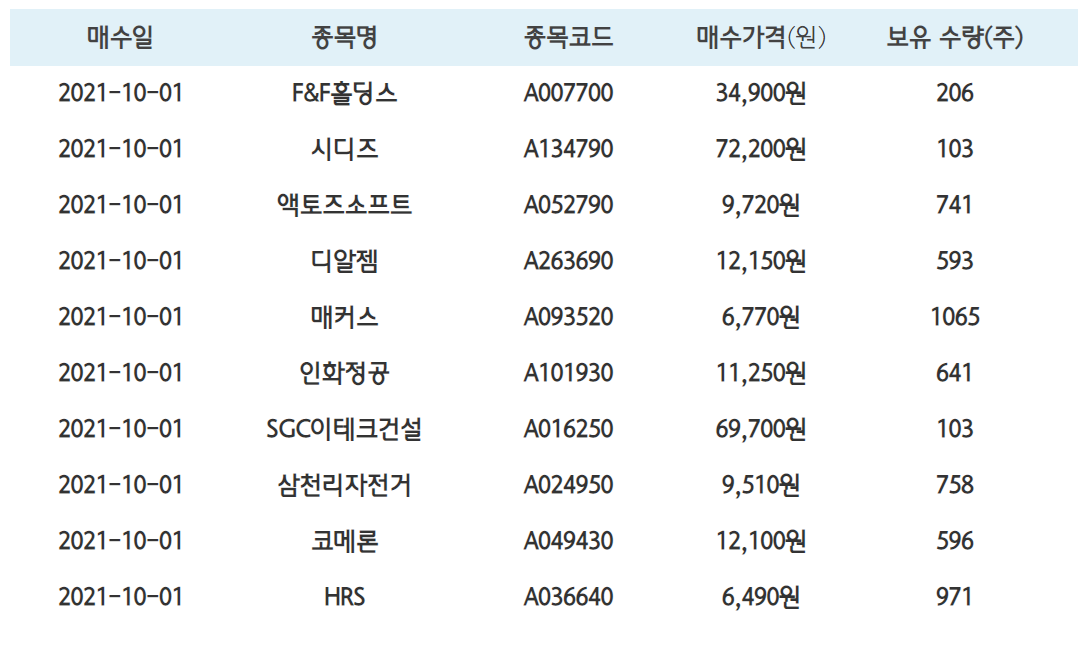 매수일 종목명 종목코드 매수가격(원) 보유 수량(주)
2021-10-01 F&F홀딩스 A007700 34,900원 206
2021-10-01 시디즈 A134790 72,200원 103
2021-10-01 액토즈소프트 A052790 9,720원 741
2021-10-01 디알젬 A263690 12,150원 593
2021-10-01 매커스 A093520 6,770원 1065
2021-10-01 인화정공 A101930 11,250원 641
2021-10-01 SGC이테크건설 A016250 69,700원 103
2021-10-01 삼천리자전거 A024950 9,510원 758
2021-10-01 코메론 A049430 12,100원 596
2021-10-01 HRS A036640 6,490원 971